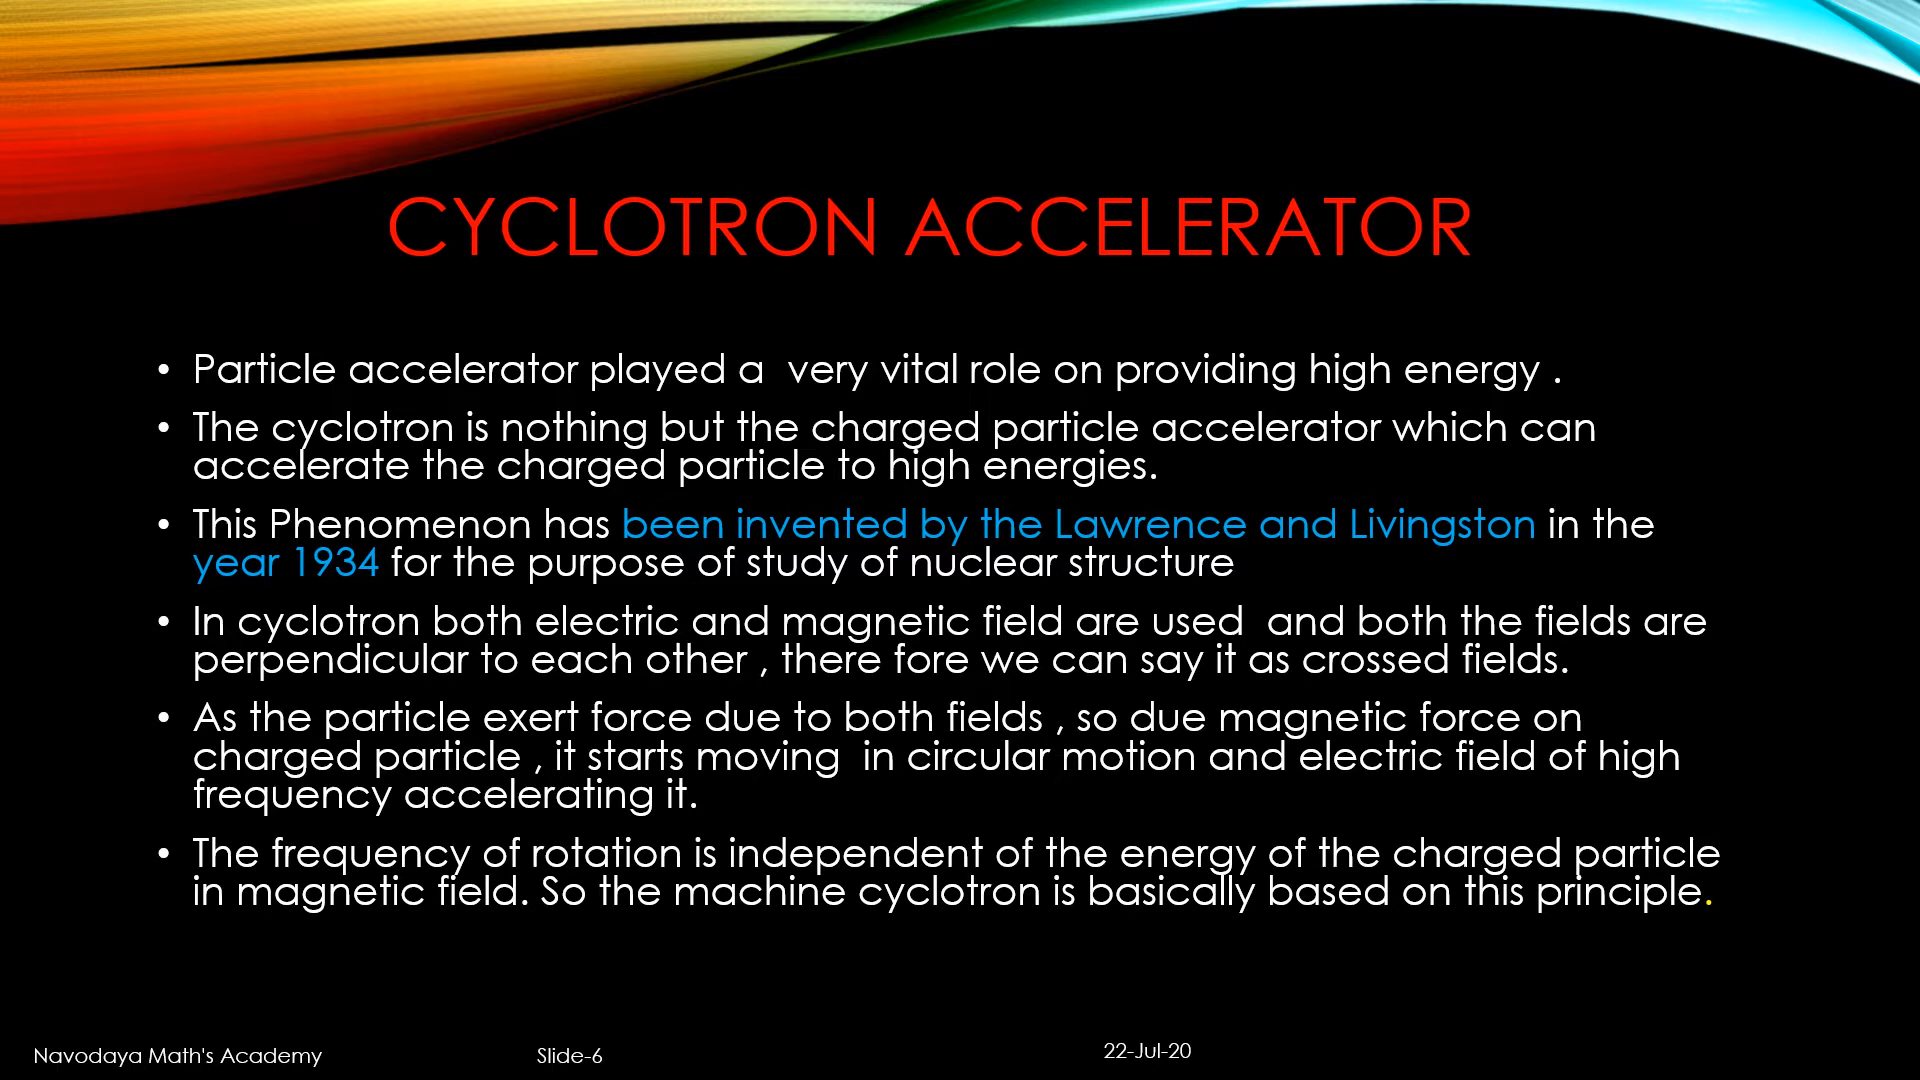 CYCLOTRON ACCELERATOR
• Particle accelerator played a  very vital role on providing high energy .
• The cyclotron is nothing but the charged particle accelerator which can
accelerate the charged particle to high energies.
• This Phenomenon has been invented by the Lawrence and Livingston in the
year 1934 for the purpose of study of nuclear structure
• In cyclotron both electric and magnetic field are used  and both the fields are
perpendicular to each other , there fore we can say it as crossed fields.
• As the particle exert force due to both fields , so due magnetic force on
charged particle , it starts moving  in circular motion and electric field of high
frequency accelerating it.
• The frequency of rotation is independent of the energy of the charged particle
in magnetic field. So the machine cyclotron is basically based on this principle.
Navodaya Math's Academy
Slide-6
22-Jul-20